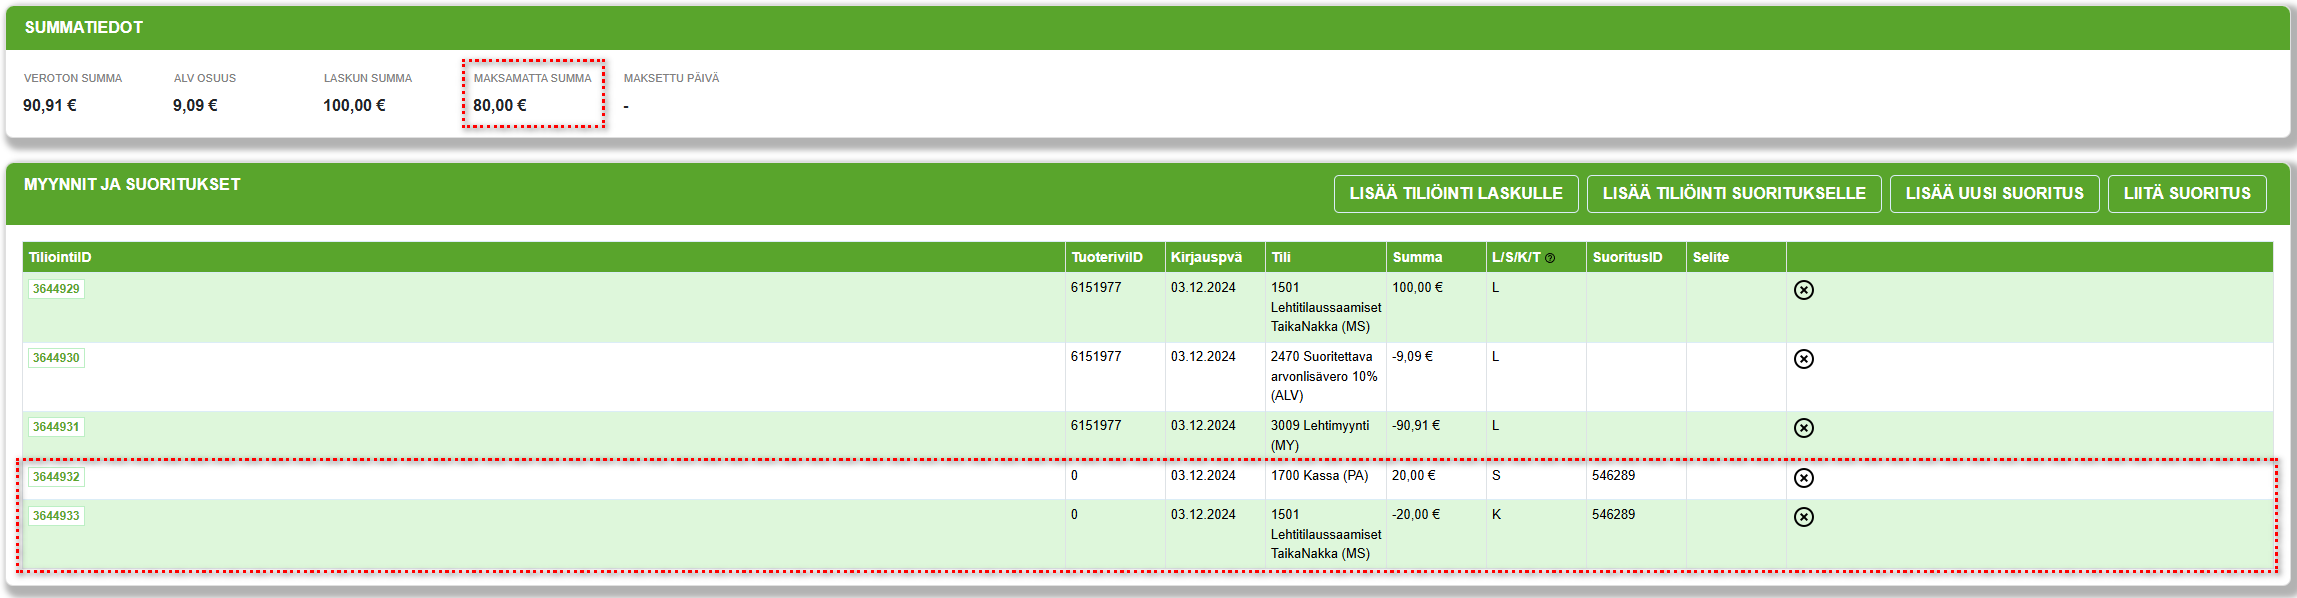 SUMMATIEDOT
VEROTON SUMMA ALV OSUUS LASKUN SUMMA MAKSAMATTA SUMMA MAKSETTU PÄIVÄ
90,91 € 9,09 € 100,00 € 80,00 € -
MYYNNIT JA SUORITUKSET
LISÄÄ TILIÖINTI LASKULLE LISÄÄ TILIÖINTI SUORITUKSELLE LISÄÄ UUSI SUORITUS LIITÄ SUORITUS
TiliointiID TuoteriviID Kirjauspvä Tili Summa L/S/K/T SuoritusID Selite
3644929 6151977 03.12.2024 1501 100,00 € L
Lehtitilaussaamiset
TaikaNakka (MS)
3644930 6151977 03.12.2024 2470 Suoritettava -9,09 € L
arvonlisävero 10%
(ALV)
3644931 6151977 03.12.2024 3009 Lehtimyynti -90,91 € L
(MY)
3644932 0 03.12.2024 1700 Kassa (PA) 20,00 € S 546289
3644933 0 03.12.2024 1501 -20,00 € K 546289
Lehtitilaussaamiset
TaikaNakka (MS)